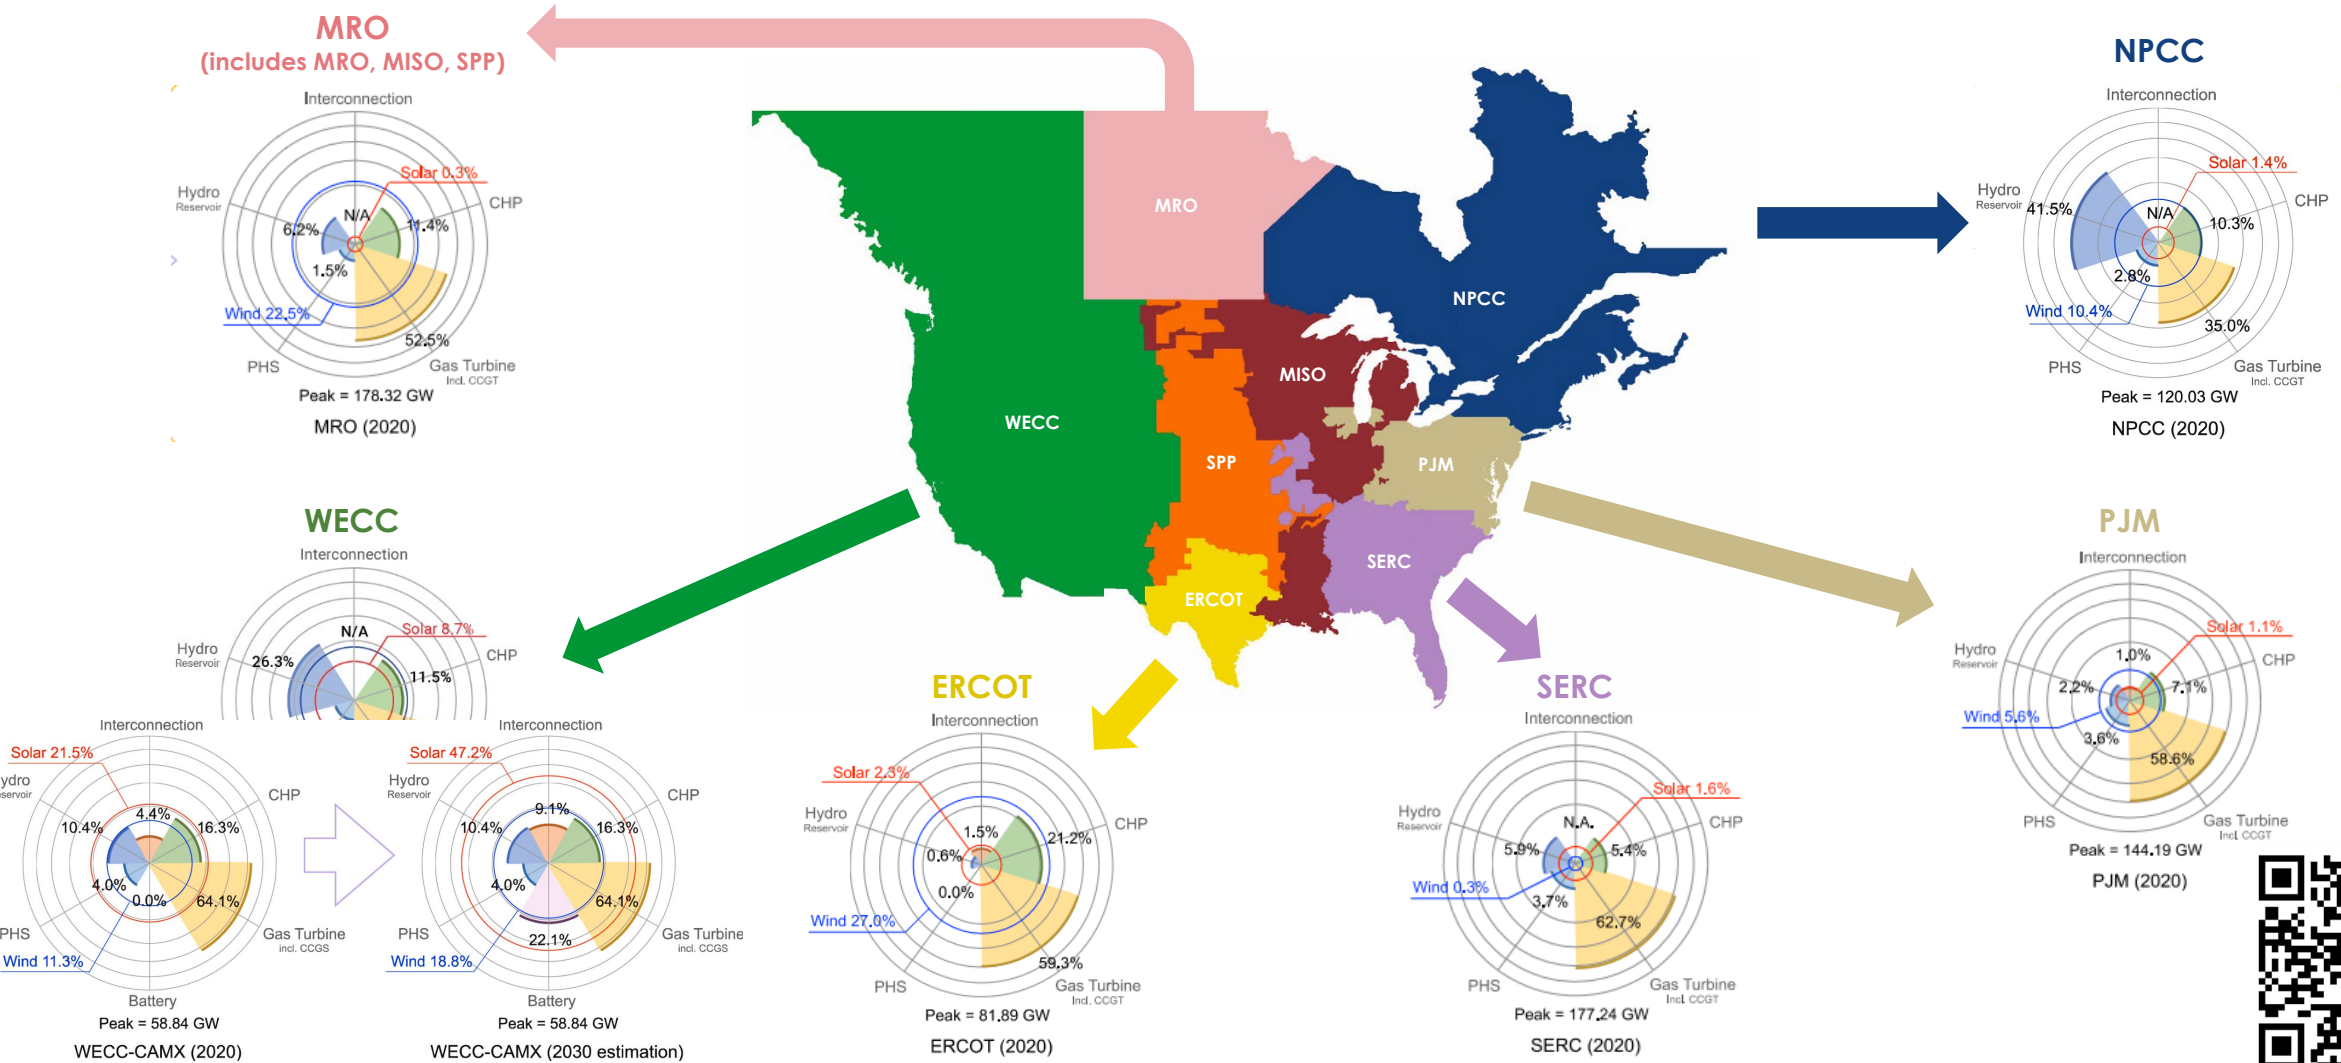 MRO
(includes MRO, MISO, SPP)
Interconnection
Solar 0.3%
Hydro
Reservoir
CHP
N/A
11.4%
6.2%
1.5%
Wind 22.5%
52.5%
PHS
Gas Turbine
Incl. CCGT
Peak = 178.32 GW
MRO (2020)
NPCC
Interconnection
Solar 1.4%
Hydro
Reservoir
41.5%
CHP
N/A
10.3%
2.8%
Wind 10.4%
35.0%
PHS
Gas Turbine
Incl. CCGT
Peak = 120.03 GW
NPCC (2020)
MRO
NPCC
MISO
WECC
SPP
PJM
SERC
ERCOT
WECC
Interconnection
N/A
Solar 8.7%
Hydro
Reservoir
26.3%
CHP
11.5%
Interconnection
Solar 21.5%
ydro
servoir
CHP
4.4%
10.4%
16.3%
4.0%
0.0%
64.1%
PHS
Gas Turbine
incl. CCGS
Wind 11.3%
Battery
Peak = 58.84 GW
WECC-CAMX (2020)
Interconnection
Solar 47.2%
Hydro
Reservoir
CHP
9.1%
10.4%
16.3%
4.0%
64.1%
22.1%
PHS
Gas Turbine
incl. CCGS
Wind 18.8%
Battery
Peak = 58.84 GW
WECC-CAMX (2030 estimation)
ERCOT
Interconnection
Solar 2.3%
Hydro
Reservoir
CHP
1.5%
21.2%
0.6%
0.0%
Wind 27.0%
59.3%
PHS
Gas Turbine
Incl. CCGT
Peak = 81.89 GW
ERCOT (2020)
SERC
Interconnection
Solar 1.6%
Hydro
Reservoir
CHP
N.A.
5.9%
5.4%
Wind 0.3%
3.7%
62.7%
PHS
Gas Turbine
Incl. CCGT
Peak = 177.24 GW
SERC (2020)
PJM
Interconnection
Solar 1.1%
Hydro
Reservoir
CHP
1.0%
2.2%
7.1%
Wind 5.6%
3.6%
58.6%
PHS
Gas Turbine
Incl. CCGT
Peak = 144.19 GW
PJM (2020)